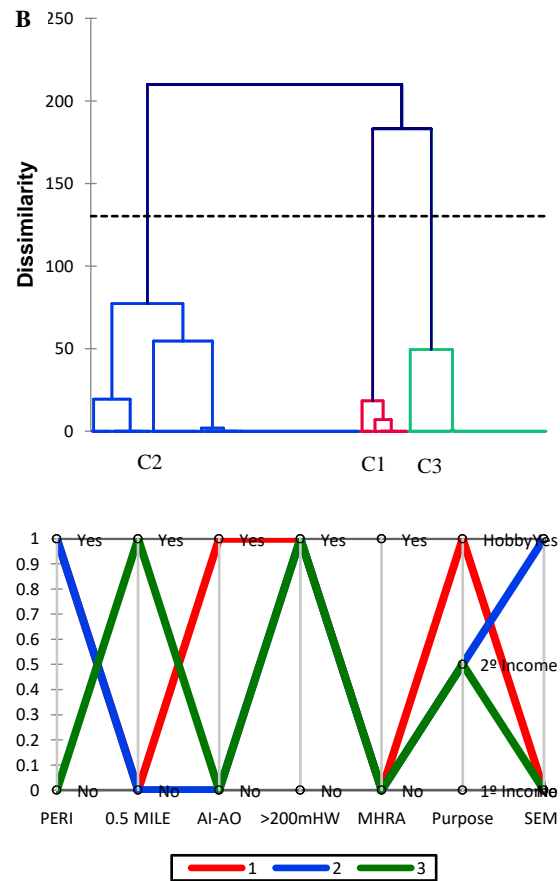 B
250
200
150
100
50
0
Dissimilarity
C2 C1 C3
1
0.9
0.8
0.7
0.6
0.5
0.4
0.3
0.2
0.1
0
Yes Yes Yes Yes Yes Hobby Yes
2º Income
No No No No No 1º Income No
PERI 0.5 MILE AI-AO >200mHW MHRA Purpose SEM
1 2 3